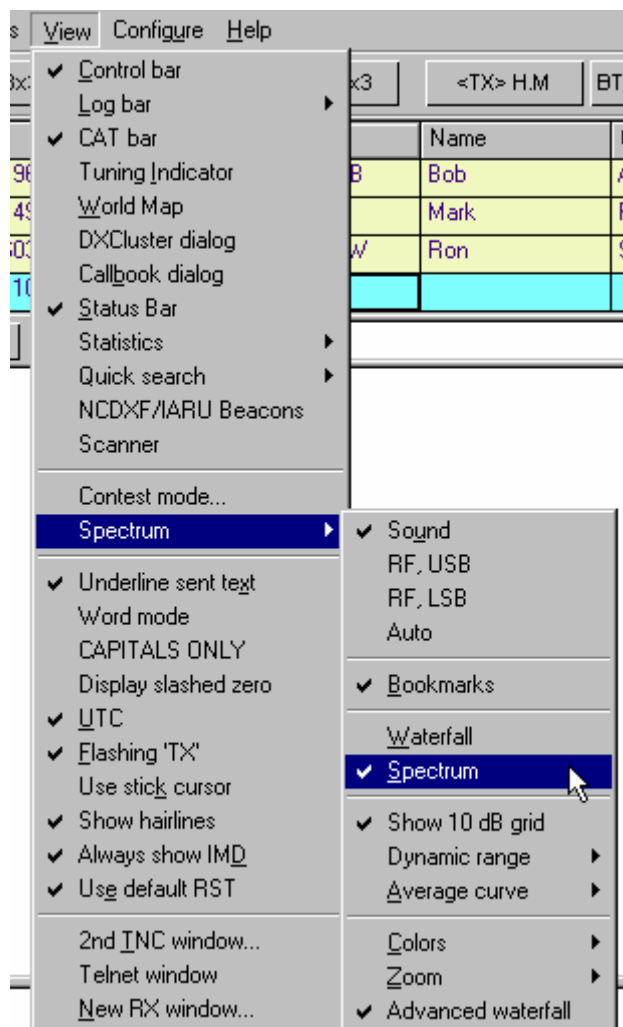 View Configure Help
<TX> H.M
Name
Bob
Mark
Ron
Control bar
Log bar
CAT bar
Tuning Indicator
World Map
DXCluster dialog
Callbook dialog
Status Bar
Statistics
Quick search
NCDXF/IARU Beacons
Scanner
Contest mode...
Spectrum
Underline sent text
Word mode
CAPITALS ONLY
Display slashed zero
UTC
Flashing 'TX'
Use stick cursor
Show hairlines
Always show IMD
Use default RST
2nd TNC window...
Telnet window
New RX window...
Sound
RF, USB
RF, LSB
Auto
Bookmarks
Waterfall
Spectrum
Show 10 dB grid
Dynamic range
Average curve
Colors
Zoom
Advanced waterfall